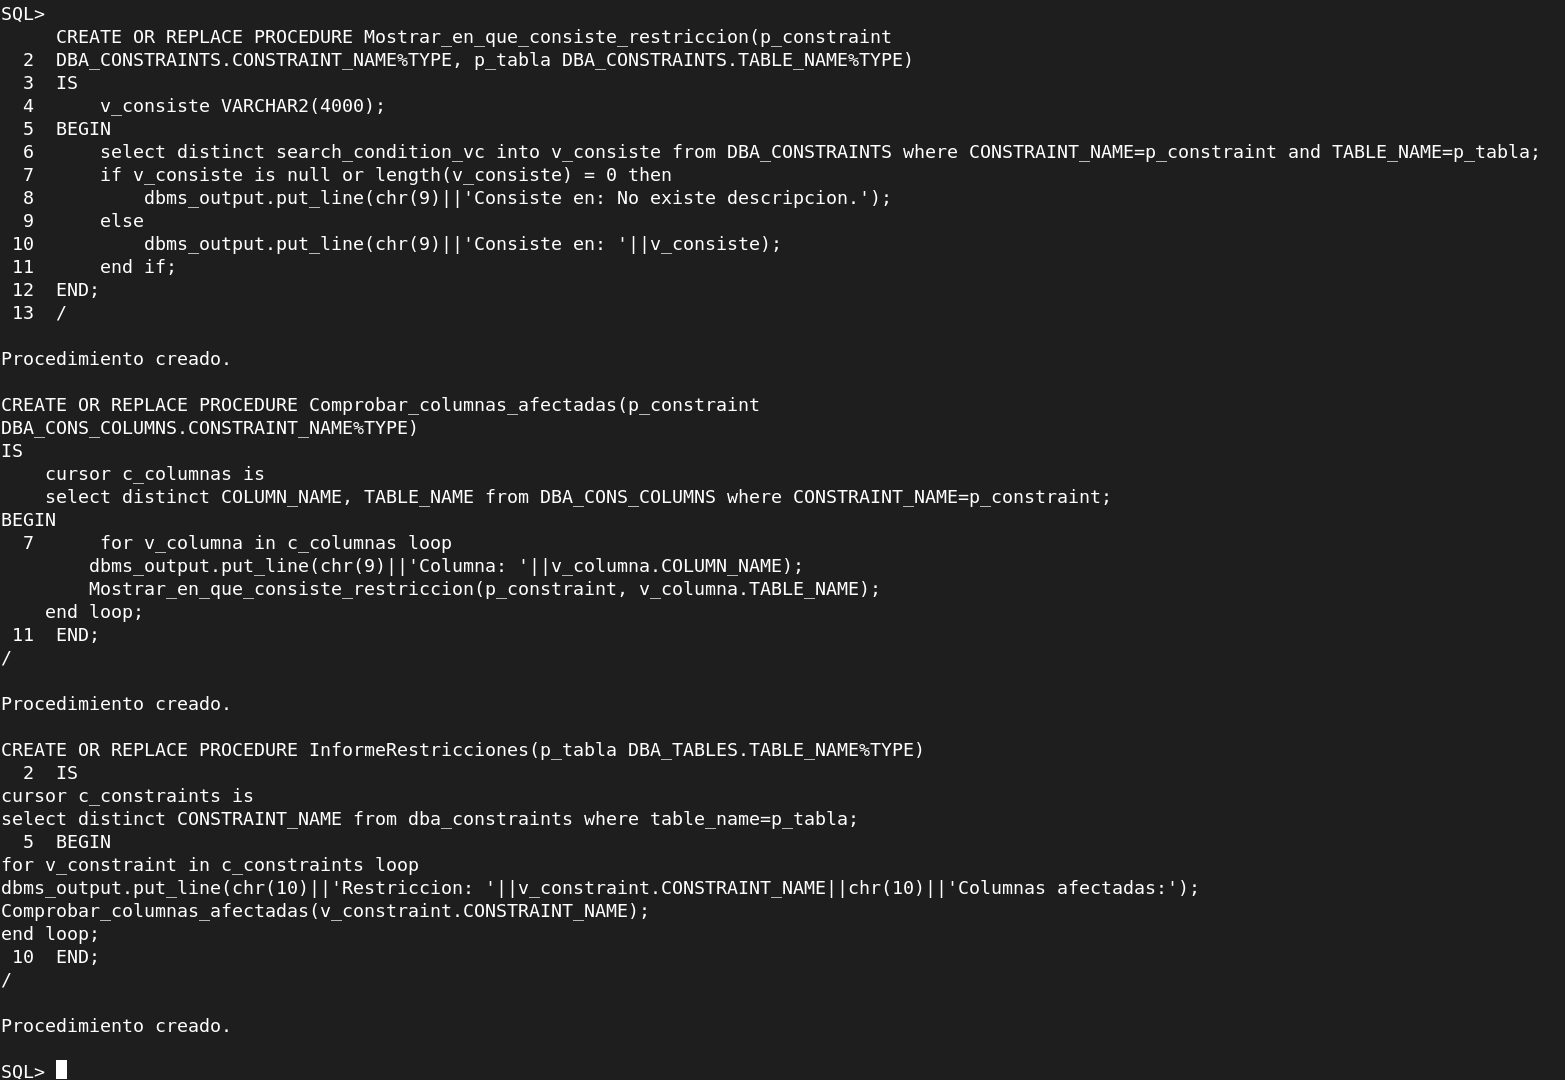 SQL>
     CREATE OR REPLACE PROCEDURE Mostrar_en_que_consiste_restriccion(p_constraint
  2  DBA_CONSTRAINTS.CONSTRAINT_NAME%TYPE, p_tabla DBA_CONSTRAINTS.TABLE_NAME%TYPE)
  3  IS
  4      v_consiste VARCHAR2(4000);
  5  BEGIN
  6      select distinct search_condition_vc into v_consiste from DBA_CONSTRAINTS where CONSTRAINT_NAME=p_constraint and TABLE_NAME=p_tabla;
  7      if v_consiste is null or length(v_consiste) = 0 then
  8          dbms_output.put_line(chr(9)||'Consiste en: No existe descripcion.');
  9      else
 10          dbms_output.put_line(chr(9)||'Consiste en: '||v_consiste);
 11      end if;
 12  END;
 13  /

Procedimiento creado.

CREATE OR REPLACE PROCEDURE Comprobar_columnas_afectadas(p_constraint
DBA_CONS_COLUMNS.CONSTRAINT_NAME%TYPE)
IS
    cursor c_columnas is
    select distinct COLUMN_NAME, TABLE_NAME from DBA_CONS_COLUMNS where CONSTRAINT_NAME=p_constraint;
BEGIN
  7      for v_columna in c_columnas loop
        dbms_output.put_line(chr(9)||'Columna: '||v_columna.COLUMN_NAME);
        Mostrar_en_que_consiste_restriccion(p_constraint, v_columna.TABLE_NAME);
    end loop;
 11  END;
/

Procedimiento creado.

CREATE OR REPLACE PROCEDURE InformeRestricciones(p_tabla DBA_TABLES.TABLE_NAME%TYPE)
  2  IS
cursor c_constraints is
select distinct CONSTRAINT_NAME from dba_constraints where table_name=p_tabla;
  5  BEGIN
for v_constraint in c_constraints loop
dbms_output.put_line(chr(10)||'Restriccion: '||v_constraint.CONSTRAINT_NAME||chr(10)||'Columnas afectadas:');
Comprobar_columnas_afectadas(v_constraint.CONSTRAINT_NAME);
end loop;
 10  END;
/

Procedimiento creado.

SQL>